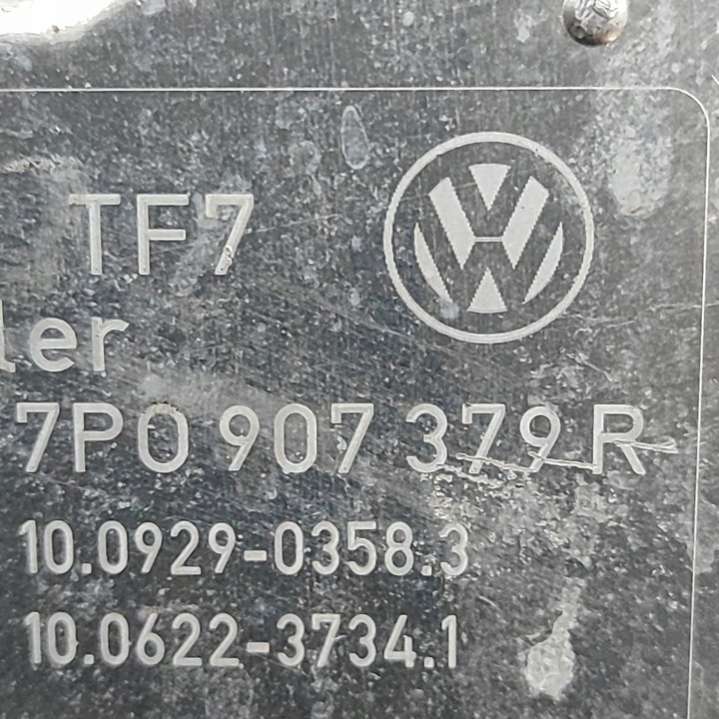 TF7
ler
7P0 907 379 R
10.0929-0358.3
10.0622-3734.1